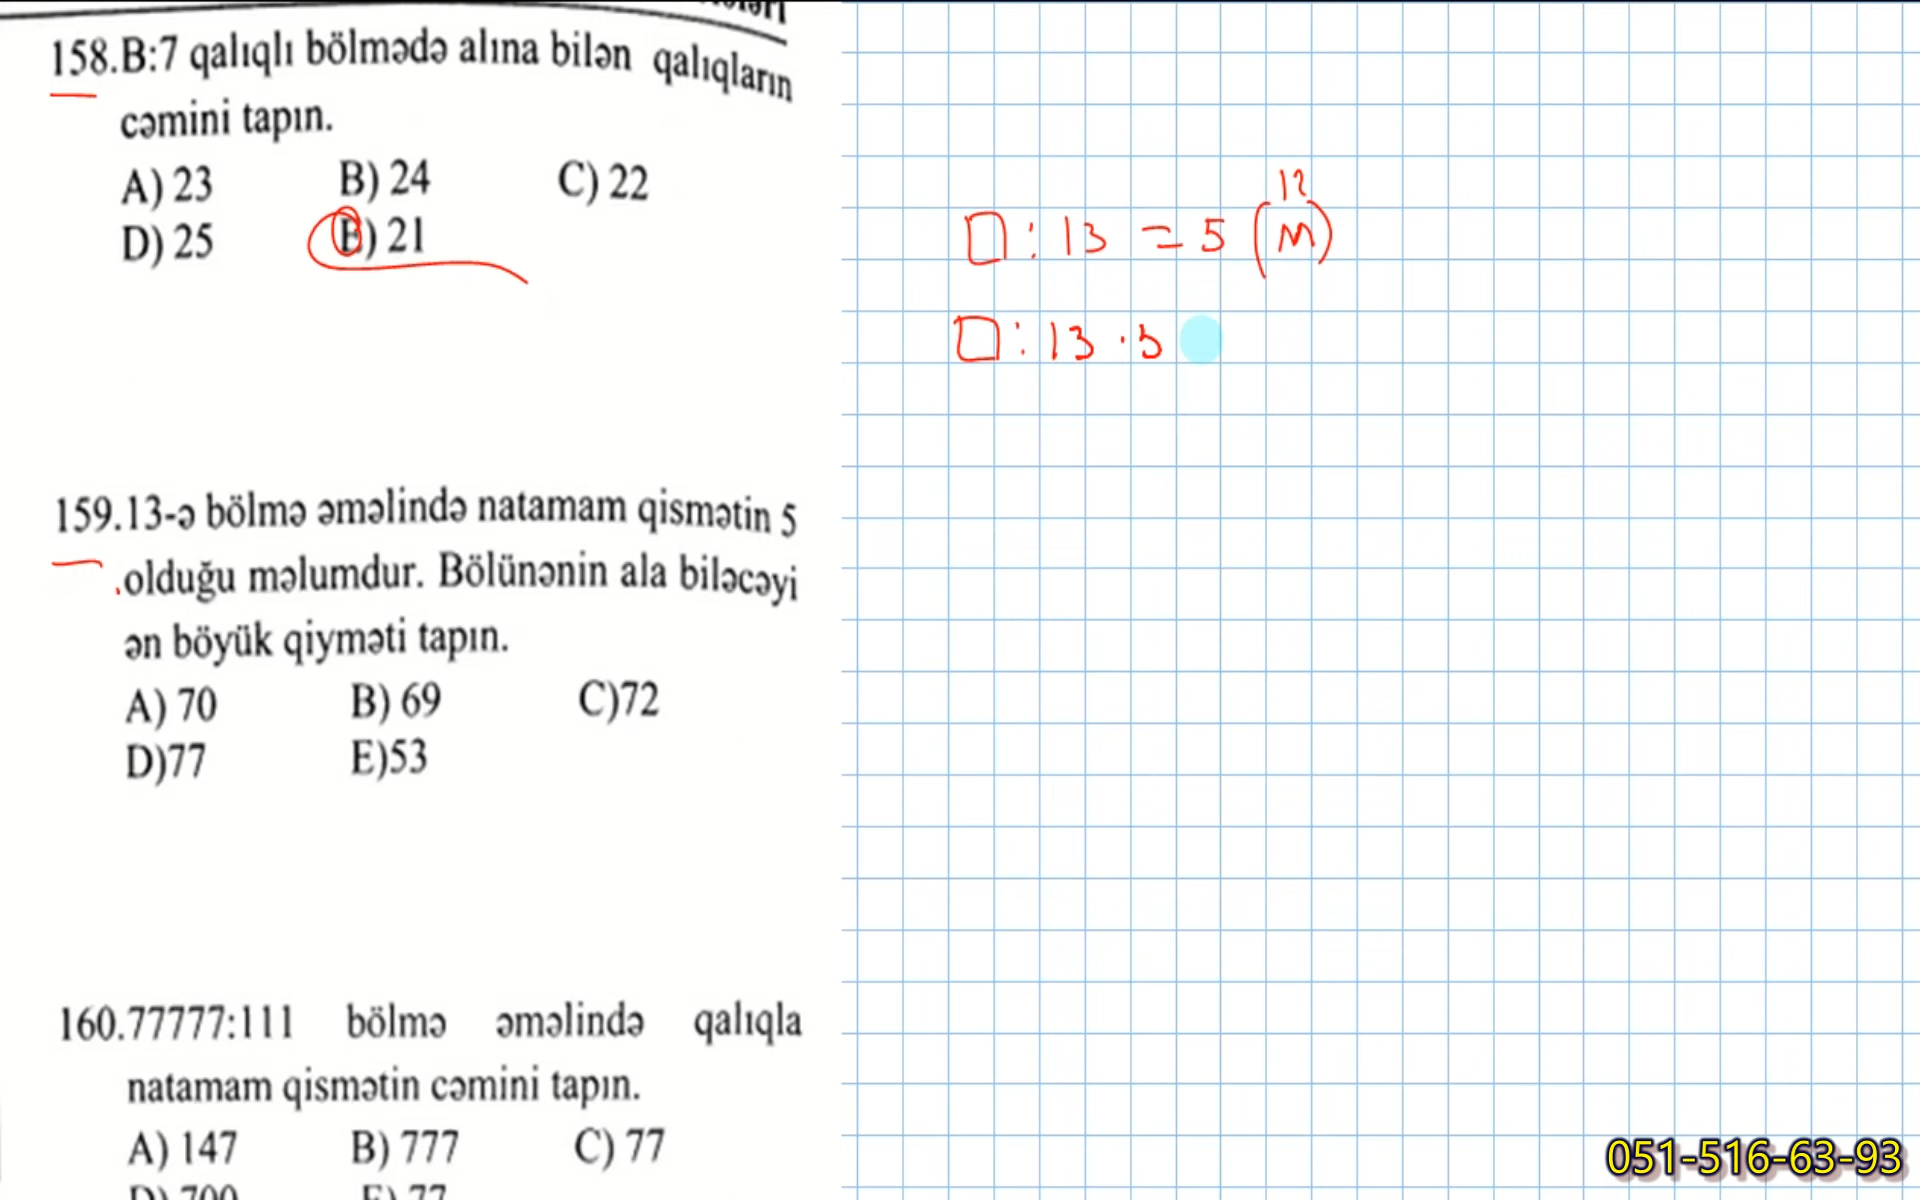 158.B:7 qalıqlı bölmədə alına bilən qalıqların
cəmini tapın.
A) 23 B) 24 C) 22
D) 25 E) 21
159.13-ə bölmə əməlində natamam qismətin 5
olduğu məlumdur. Bölünənin ala biləcəyi
ən böyük qiyməti tapın.
A) 70 B) 69 C)72
D)77 E)53
160.77777:111 bölmə əməlində qalıqla
natamam qismətin cəmini tapın.
A) 147 B) 777 C) 77
D) 700 E) 77
12
□ : 13 = 5 (M)
□ : 13 · 5
051-516-63-93